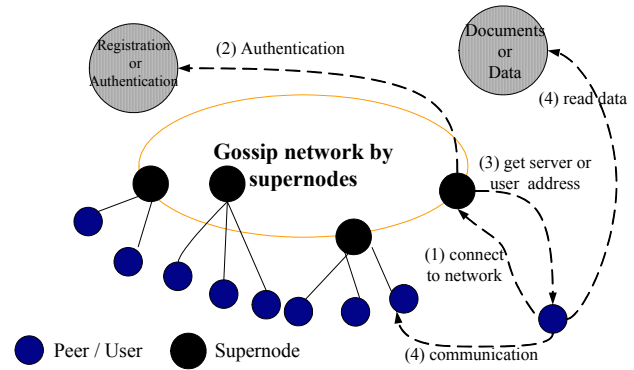 Registration
or
Authentication
(2) Authentication
Documents
or
Data
(4) read data
Gossip network by
supernodes
(3) get server or
user address
(1) connect
to network
(4) communication
Peer / User
Supernode